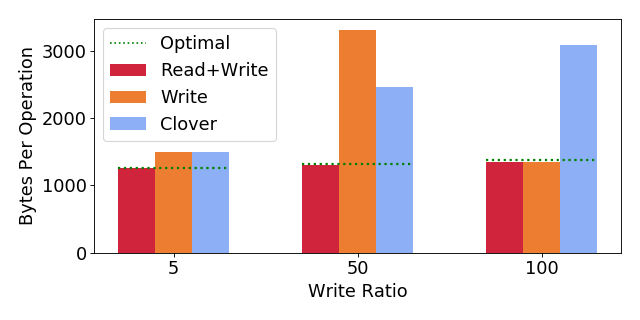 Bytes Per Operation
3000
2000
1000
0
Optimal
Read+Write
Write
Clover
5
50
100
Write Ratio